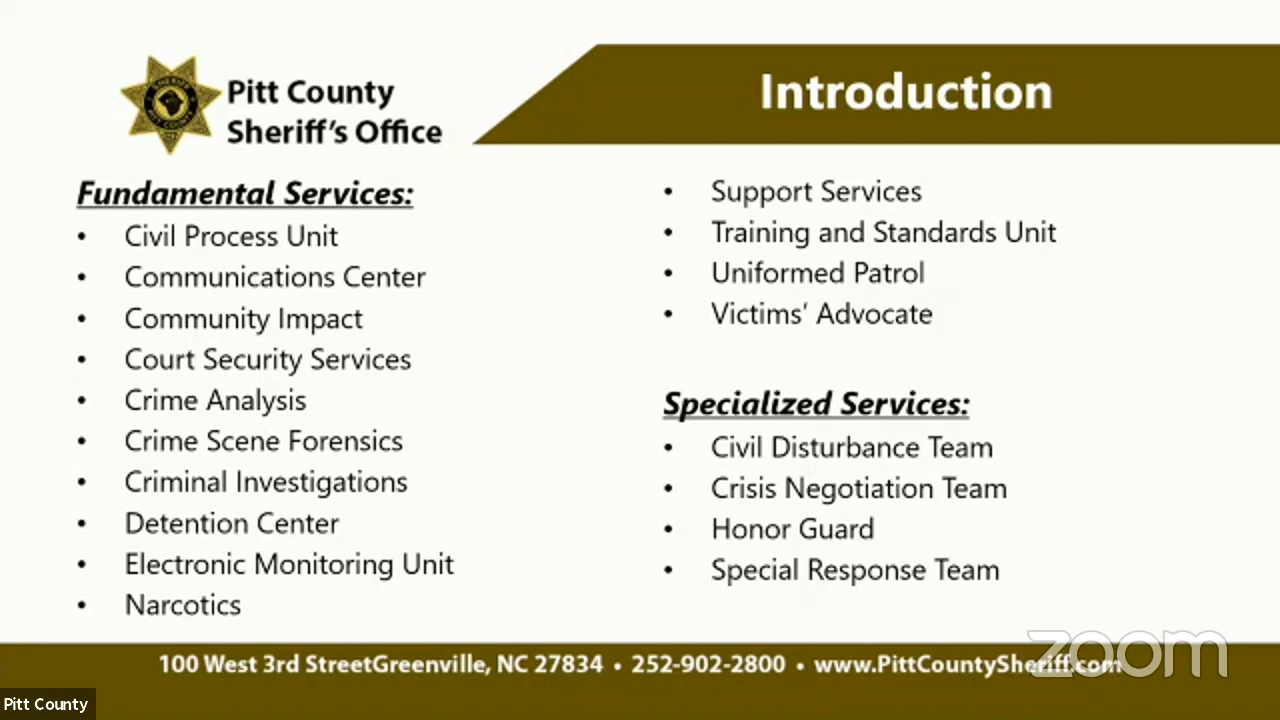 Pitt County
Sheriff's Office
Introduction
Fundamental Services:
• Civil Process Unit
• Communications Center
• Community Impact
• Court Security Services
• Crime Analysis
• Crime Scene Forensics
• Criminal Investigations
• Detention Center
• Electronic Monitoring Unit
• Narcotics
• Support Services
• Training and Standards Unit
• Uniformed Patrol
• Victims' Advocate
Specialized Services:
• Civil Disturbance Team
• Crisis Negotiation Team
• Honor Guard
• Special Response Team
100 West 3rd StreetGreenville, NC 27834 • 252-902-2800 • www.PittCountySheriff.com
zoom
Pitt County